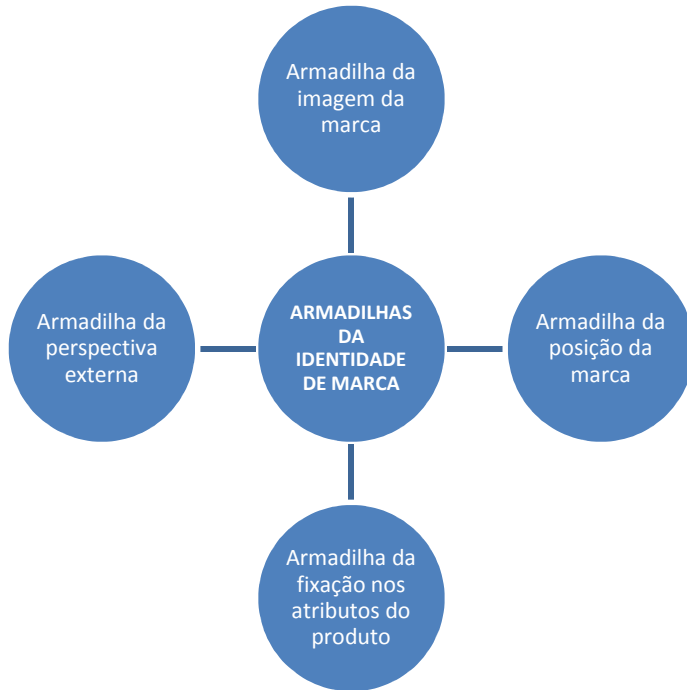 Armadilha da
imagem da
marca
Armadilha da
perspectiva
externa
ARMADILHAS
DA
IDENTIDADE
DE MARCA
Armadilha da
posição da
marca
Armadilha da
fixação nos
atributos do
produto